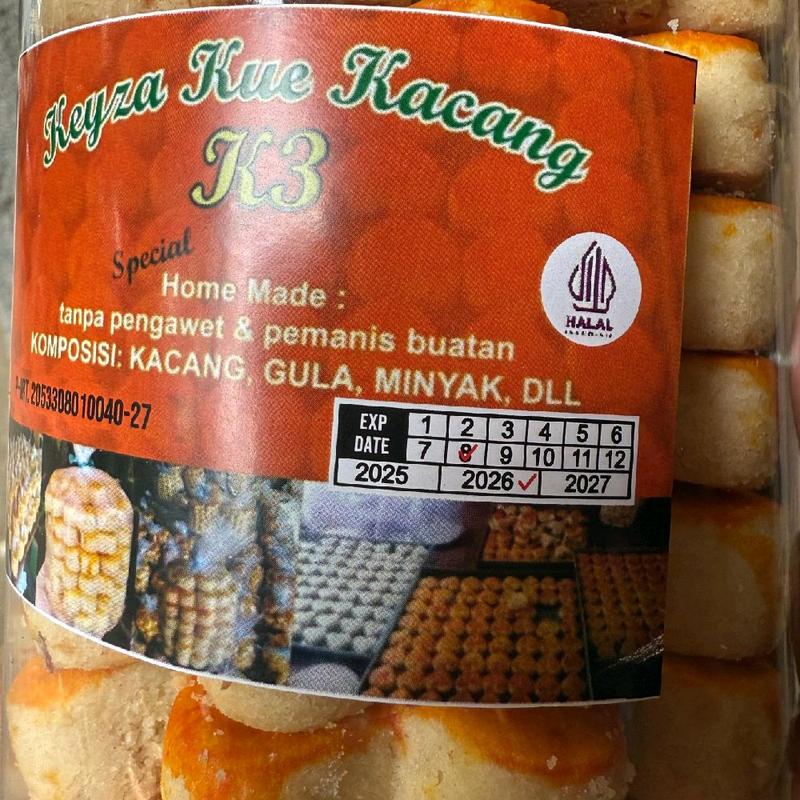 Keyza Kue Kacang
K3
Special
Home Made :
tanpa pengawet & pemanis buatan
KOMPOSISI: KACANG, GULA, MINYAK, DLL
HALAL
2053308010040-27
EXP DATE
1 2 3 4 5 6
7 8 9 10 11 12
2025 2026 2027